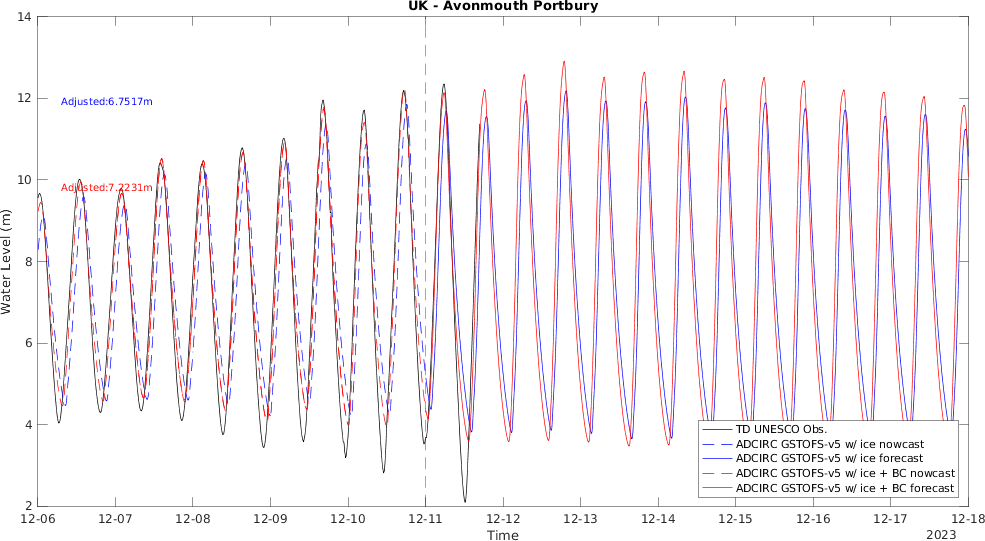 UK - Avonmouth Portbury
14
12
10
8
6
4
2
Water Level (m)
Adjusted:6.7517m
Adjusted:7.2231m
TD UNESCO Obs.
ADCIRC GSTOFS-v5 w/ ice nowcast
ADCIRC GSTOFS-v5 w/ ice forecast
ADCIRC GSTOFS-v5 w/ ice + BC nowcast
ADCIRC GSTOFS-v5 w/ ice + BC forecast
12-06 12-07 12-08 12-09 12-10 12-11 12-12 12-13 12-14 12-15 12-16 12-17 12-18
Time
2023